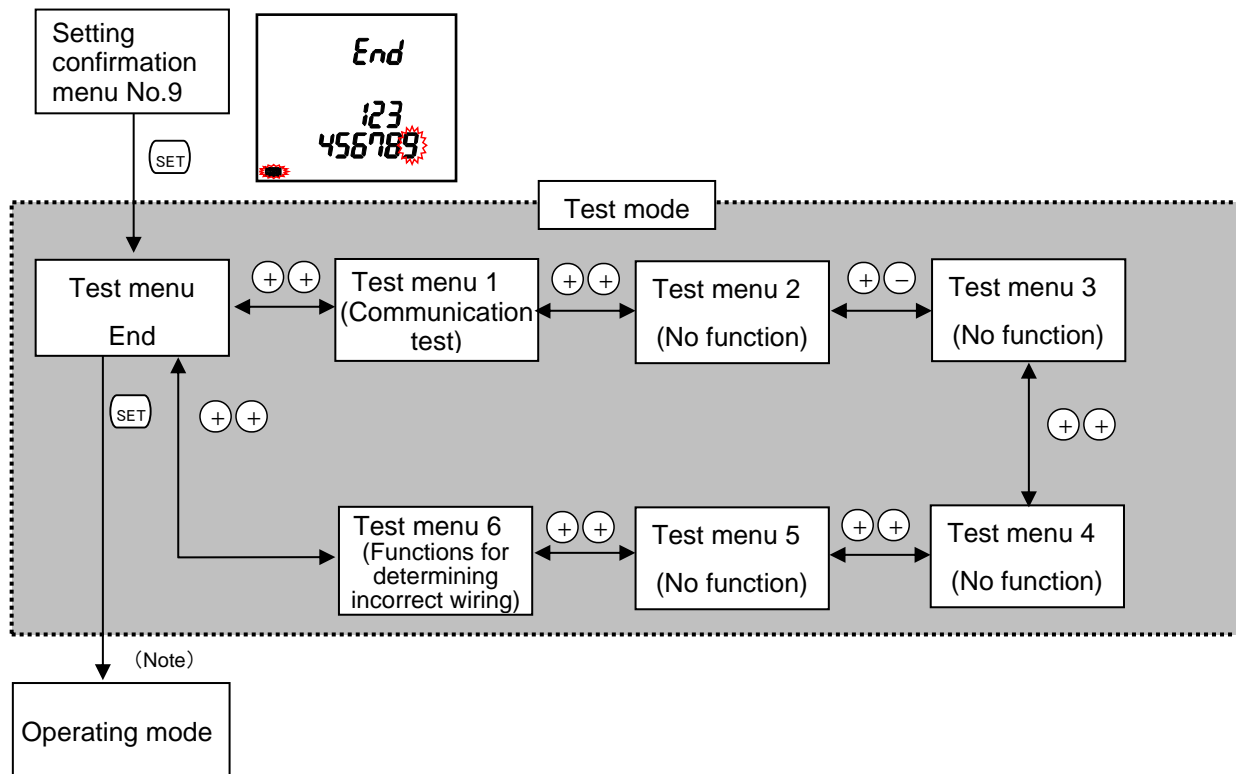 Setting
confirmation
menu No.9
End
123
456789
SET
Test mode
Test menu
End
+ +
Test menu 1
(Communication
test)
+ +
Test menu 2
(No function)
+ −
Test menu 3
(No function)
SET
+ +
+ +
Test menu 6
(Functions for
determining
incorrect wiring)
+ +
Test menu 5
(No function)
+ +
Test menu 4
(No function)
（Note）
Operating mode